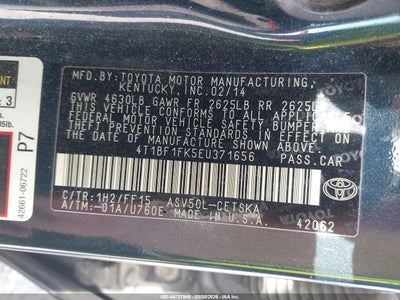 MFD.BY:TOYOTA MOTOR MANUFACTURING,
KENTUCKY, INC. 02/14
GVWR 4630LB GAWR FR 2625LB RR 2625LB
THIS VEHICLE CONFORMS TO ALL APPLICABLE
FEDERAL MOTOR VEHICLE SAFETY, BUMPER,
AND THEFT PREVENTION STANDARDS IN EFFECT
ON THE DATE OF MANUFACTURE SHOWN ABOVE.
4T1BF1FK5EU371656 PASS.CAR
C/TR:1H2/FF15 ASV50L-CETSKA
A/TM:-01A/U760E MADE IN U.S.A.
42062
TOYOTA
3
P7
42661-06722